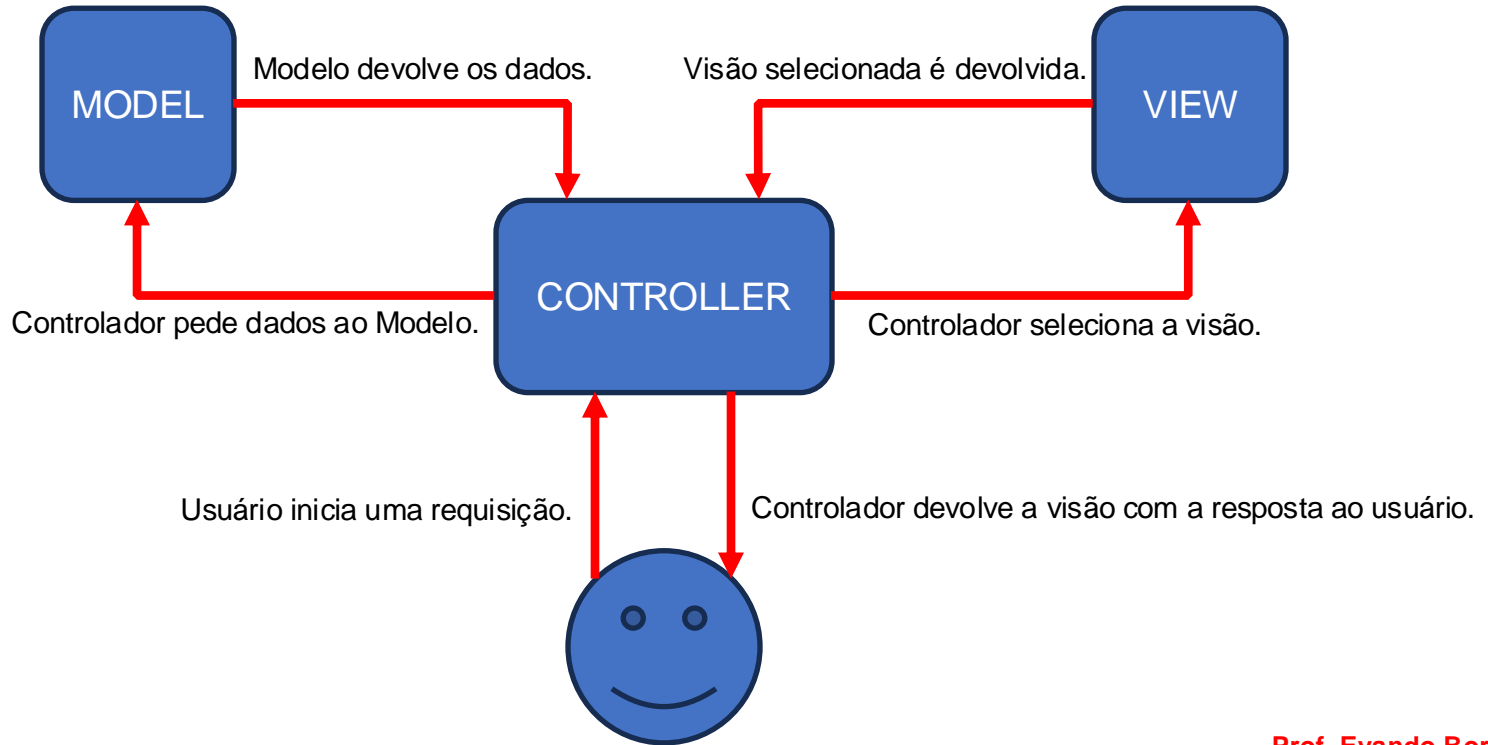 Modelo devolve os dados.
Visão selecionada é devolvida.
MODEL
VIEW
CONTROLLER
Controlador pede dados ao Modelo.
Controlador seleciona a visão.
Usuário inicia uma requisição.
Controlador devolve a visão com a resposta ao usuário.
Prof. Evando